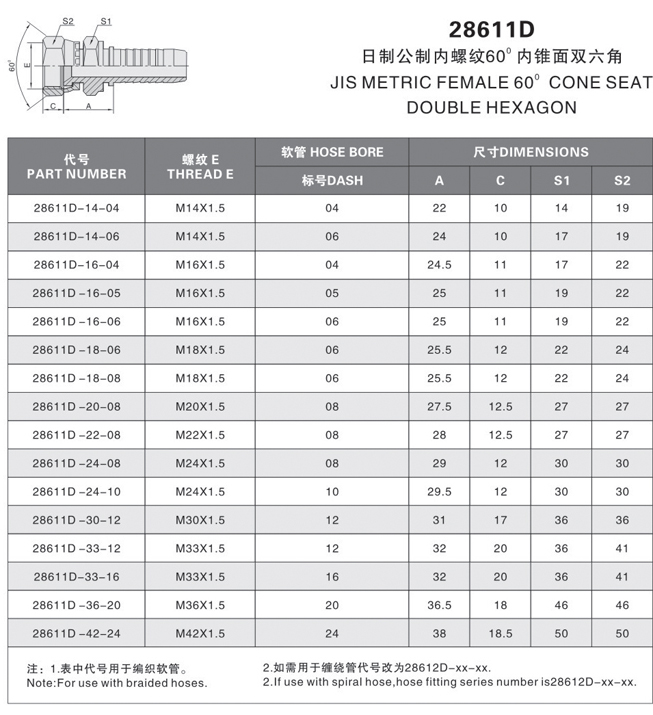 S2 S1
60°
E
C A
28611D
日制公制内螺纹60⁰ 内锥面双六角
JIS METRIC FEMALE 60⁰ CONE SEAT
DOUBLE HEXAGON
代号 螺纹 E 软管 HOSE BORE 尺寸DIMENSIONS
PART NUMBER THREAD E 标号DASH A C S1 S2
28611D-14-04 M14X1.5 04 22 10 14 19
28611D-14-06 M14X1.5 06 24 10 17 19
28611D-16-04 M16X1.5 04 24.5 11 17 22
28611D -16-05 M16X1.5 05 25 11 19 22
28611D -16-06 M16X1.5 06 25 11 19 22
28611D -18-06 M18X1.5 06 25.5 12 22 24
28611D -18-08 M18X1.5 06 25.5 12 22 24
28611D -20-08 M20X1.5 08 27.5 12.5 27 27
28611D -22-08 M22X1.5 08 28 12.5 27 27
28611D -24-08 M24X1.5 08 29 12 30 30
28611D -24-10 M24X1.5 10 29.5 12 30 30
28611D -30-12 M30X1.5 12 31 17 36 36
28611D -33-12 M33X1.5 12 32 20 36 41
28611D-33-16 M33X1.5 16 32 20 36 41
28611D -36-20 M36X1.5 20 36.5 18 46 46
28611D -42-24 M42X1.5 24 38 18.5 50 50
注：1.表中代号用于编织软管。 2.如需用于缠绕管代号改为28612D-xx-xx.
Note:For use with braided hoses. 2.If use with spiral hose,hose fitting series number is28612D-xx-xx.